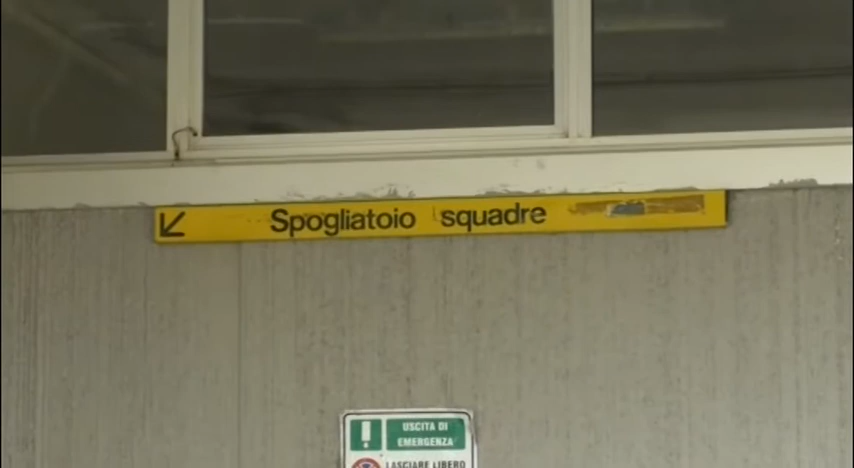 Spogliatoio squadre
USCITA DI
EMERGENZA
LASCIARE LIBERO